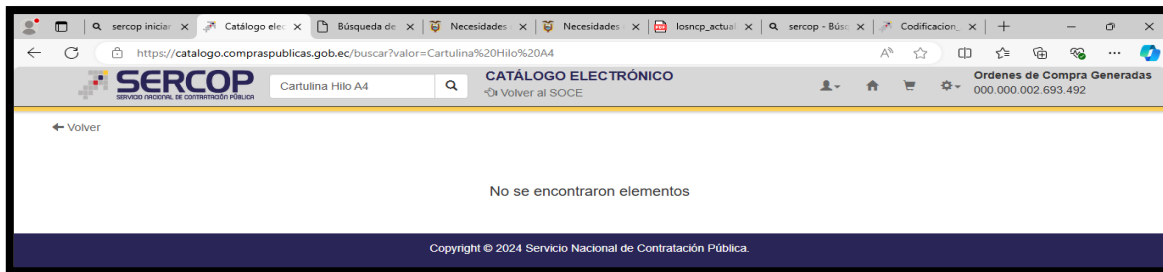 sercop iniciar
Catálogo elec
Búsqueda de
Necesidades
Necesidades
losncp_actual
sercop - Búsq
Codificacion_
https://catalogo.compraspublicas.gob.ec/buscar?valor=Cartulina%20Hilo%20A4
SERCOP
SERVICIO NACIONAL DE CONTRATACIÓN PÚBLICA
Cartulina Hilo A4
CATÁLOGO ELECTRÓNICO
Volver al SOCE
Ordenes de Compra Generadas
000.000.002.693.492
Volver
No se encontraron elementos
Copyright © 2024 Servicio Nacional de Contratación Pública.